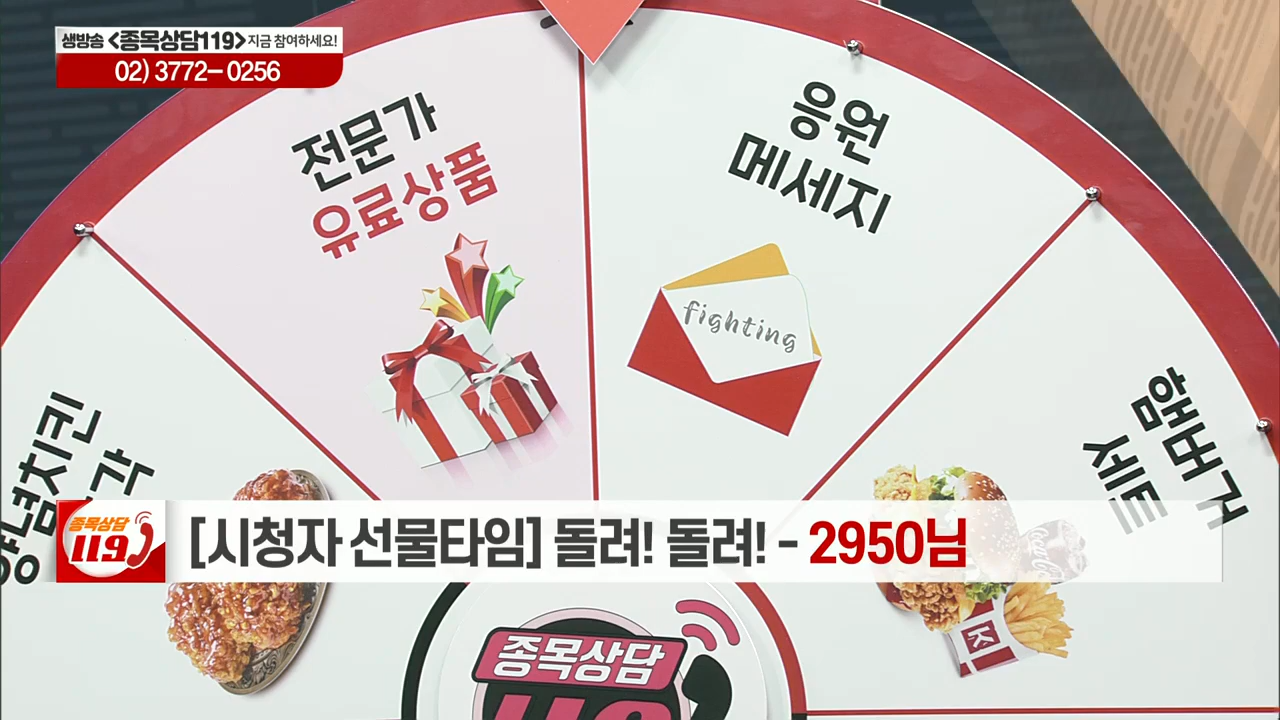 생방송 <종목상담119> 지금 참여하세요!
02) 3772-0256
전문가
유료상품
응원
메세지
fighting
양념치킨
햄버거
세트
종목상담
119
[시청자 선물타임] 돌려! 돌려! - 2950님
종목상담
119